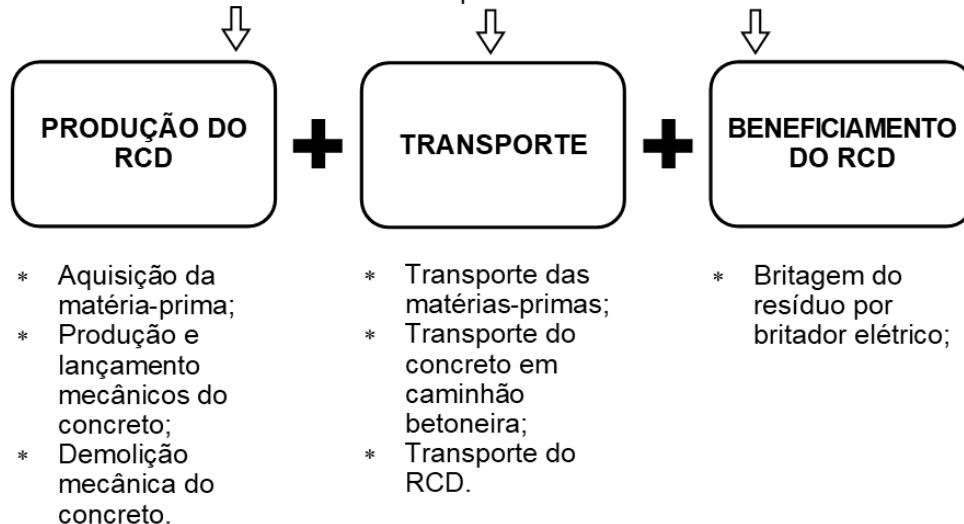 PRODUÇÃO DO
RCD
TRANSPORTE
BENEFICIAMENTO
DO RCD
* Aquisição da
matéria-prima;
* Produção e
lançamento
mecânicos do
concreto;
* Demolição
mecânica do
concreto.
* Transporte das
matérias-primas;
* Transporte do
concreto em
caminhão
betoneira;
* Transporte do
RCD.
* Britagem do
resíduo por
britador elétrico;